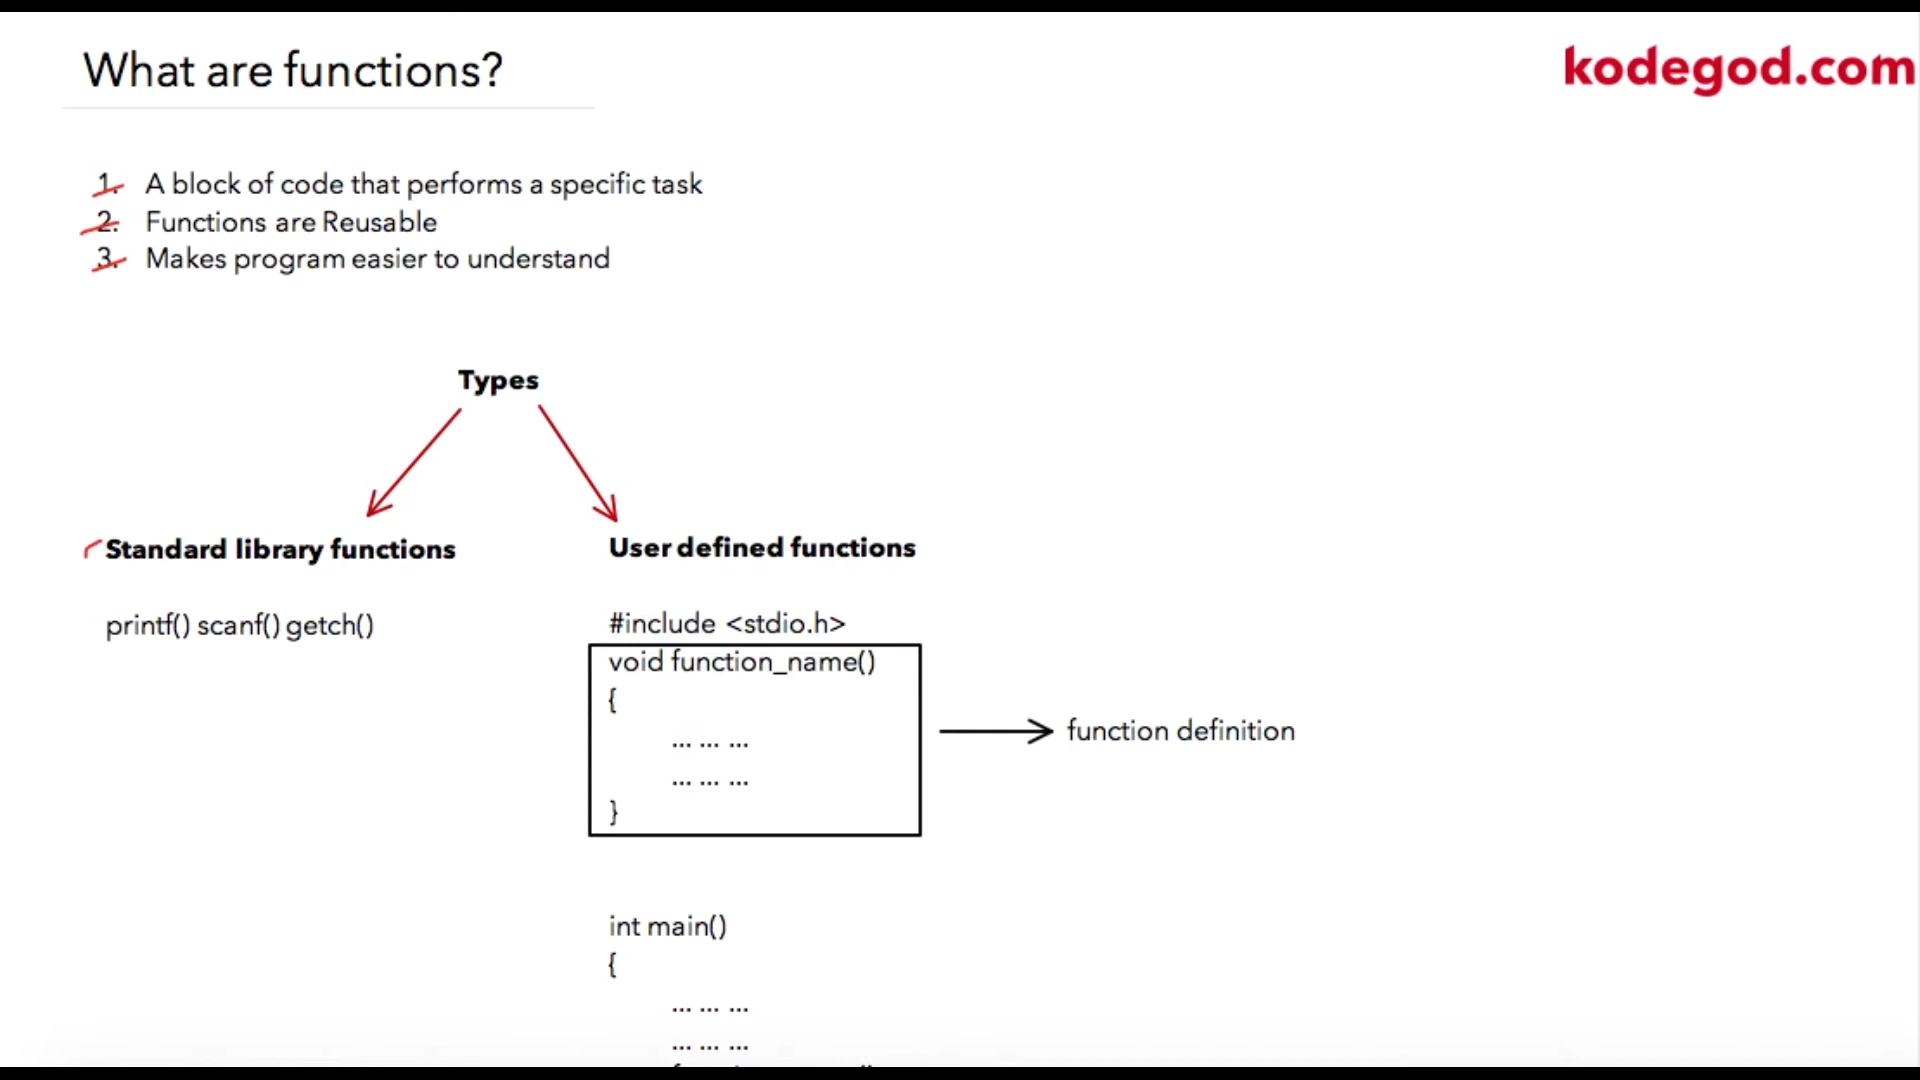 What are functions?
kodegod.com
1. A block of code that performs a specific task
2. Functions are Reusable
3. Makes program easier to understand
Types
Standard library functions
User defined functions
printf() scanf() getch()
#include <stdio.h>
void function_name()
{
... ... ...
... ... ...
}
function definition
int main()
{
... ... ...
... ... ...